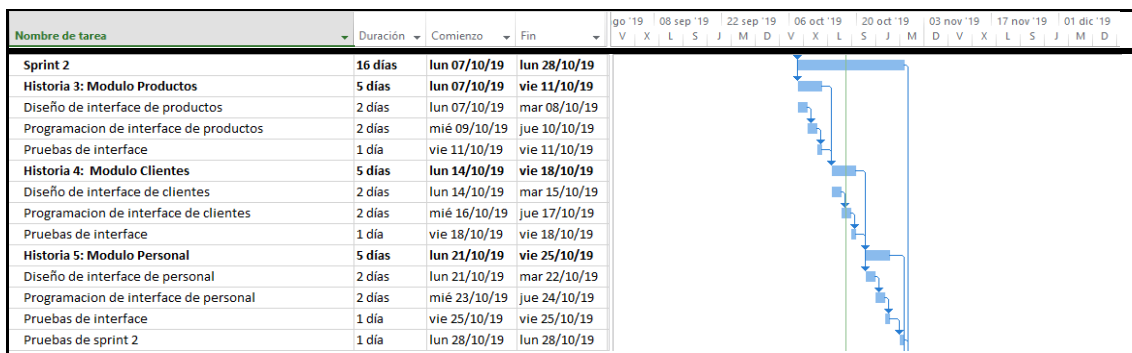 go '19 08 sep '19 22 sep '19 06 oct '19 20 oct '19 03 nov '19 17 nov '19 01 dic '19
Nombre de tarea Duración Comienzo Fin V X L S J M D V X L S J M D V X L S J M D
Sprint 2 16 días lun 07/10/19 lun 28/10/19
Historia 3: Modulo Productos 5 días lun 07/10/19 vie 11/10/19
Diseño de interface de productos 2 días lun 07/10/19 mar 08/10/19
Programacion de interface de productos 2 días mié 09/10/19 jue 10/10/19
Pruebas de interface 1 día vie 11/10/19 vie 11/10/19
Historia 4: Modulo Clientes 5 días lun 14/10/19 vie 18/10/19
Diseño de interface de clientes 2 días lun 14/10/19 mar 15/10/19
Programacion de interface de clientes 2 días mié 16/10/19 jue 17/10/19
Pruebas de interface 1 día vie 18/10/19 vie 18/10/19
Historia 5: Modulo Personal 5 días lun 21/10/19 vie 25/10/19
Diseño de interface de personal 2 días lun 21/10/19 mar 22/10/19
Programacion de interface de personal 2 días mié 23/10/19 jue 24/10/19
Pruebas de interface 1 día vie 25/10/19 vie 25/10/19
Pruebas de sprint 2 1 día lun 28/10/19 lun 28/10/19